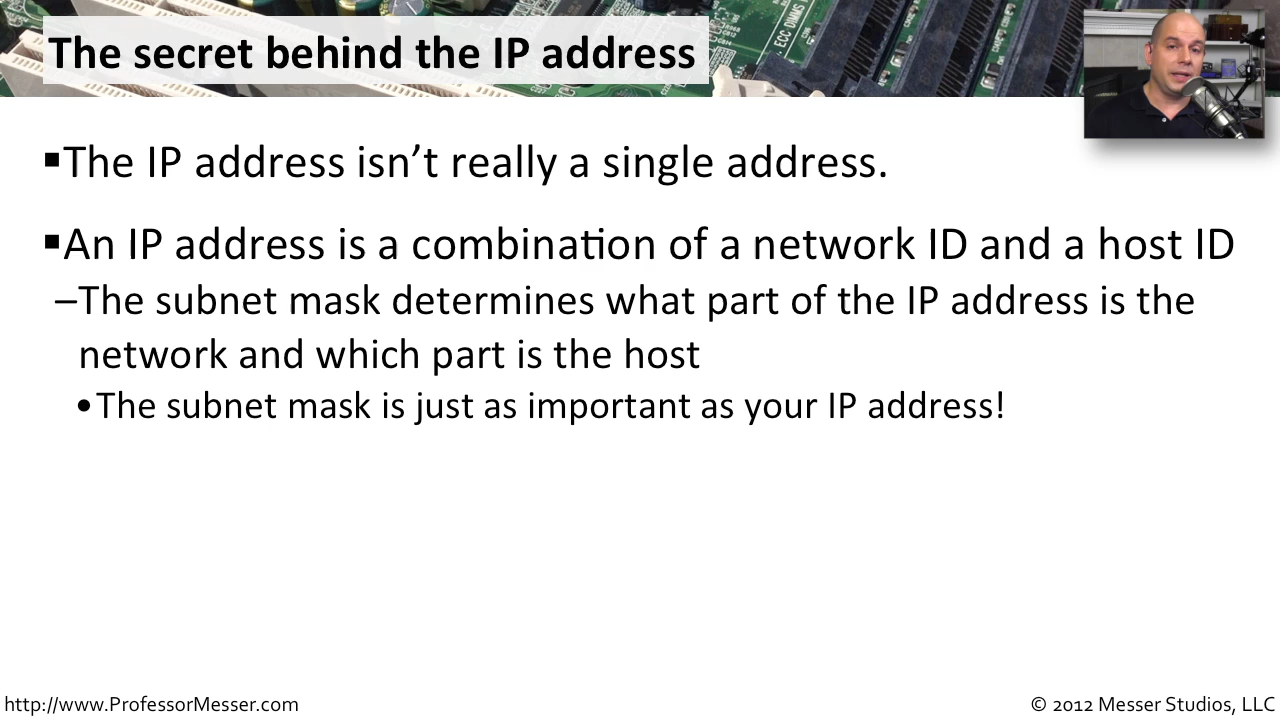 The secret behind the IP address
▪The IP address isn’t really a single address.
▪An IP address is a combination of a network ID and a host ID
–The subnet mask determines what part of the IP address is the
network and which part is the host
•The subnet mask is just as important as your IP address!
http://www.ProfessorMesser.com
© 2012 Messer Studios, LLC
ECC DIMMS